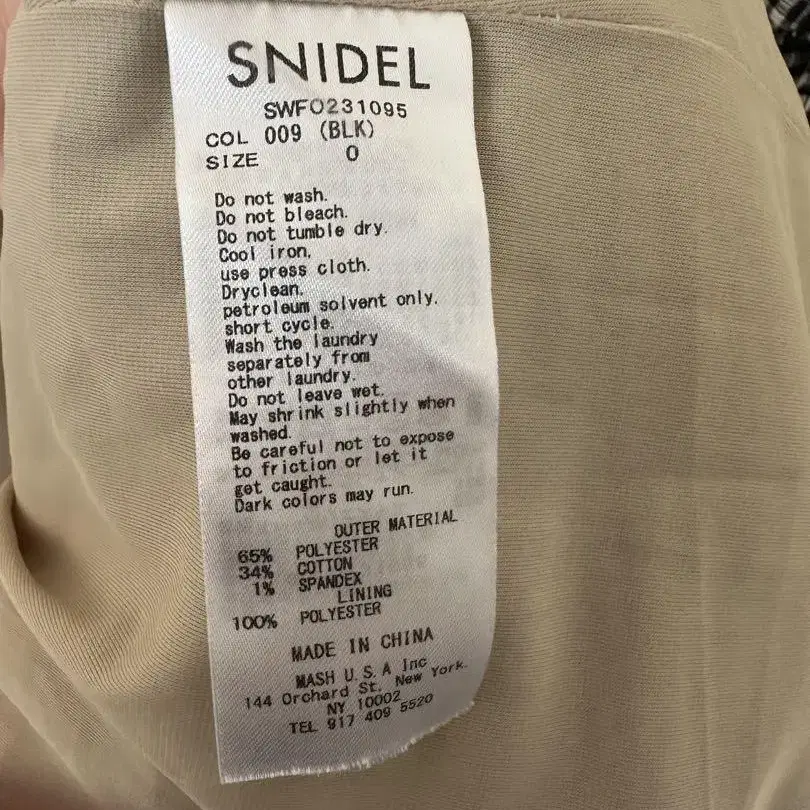 SNIDEL
SWFO231095
COL 009 (BLK)
SIZE 0
Do not wash.
Do not bleach.
Do not tumble dry.
Cool iron.
use press cloth.
Dryclean.
petroleum solvent only.
short cycle.
Wash the laundry
separately from
other laundry.
Do not leave wet.
May shrink slightly when
washed.
Be careful not to expose
to friction or let it
get caught.
Dark colors may run.
OUTER MATERIAL
65% POLYESTER
34% COTTON
1% SPANDEX
LINING
100% POLYESTER
MADE IN CHINA
MASH U.S.A Inc
144 Orchard St, New York.
NY 10002
TEL 917 409 5520